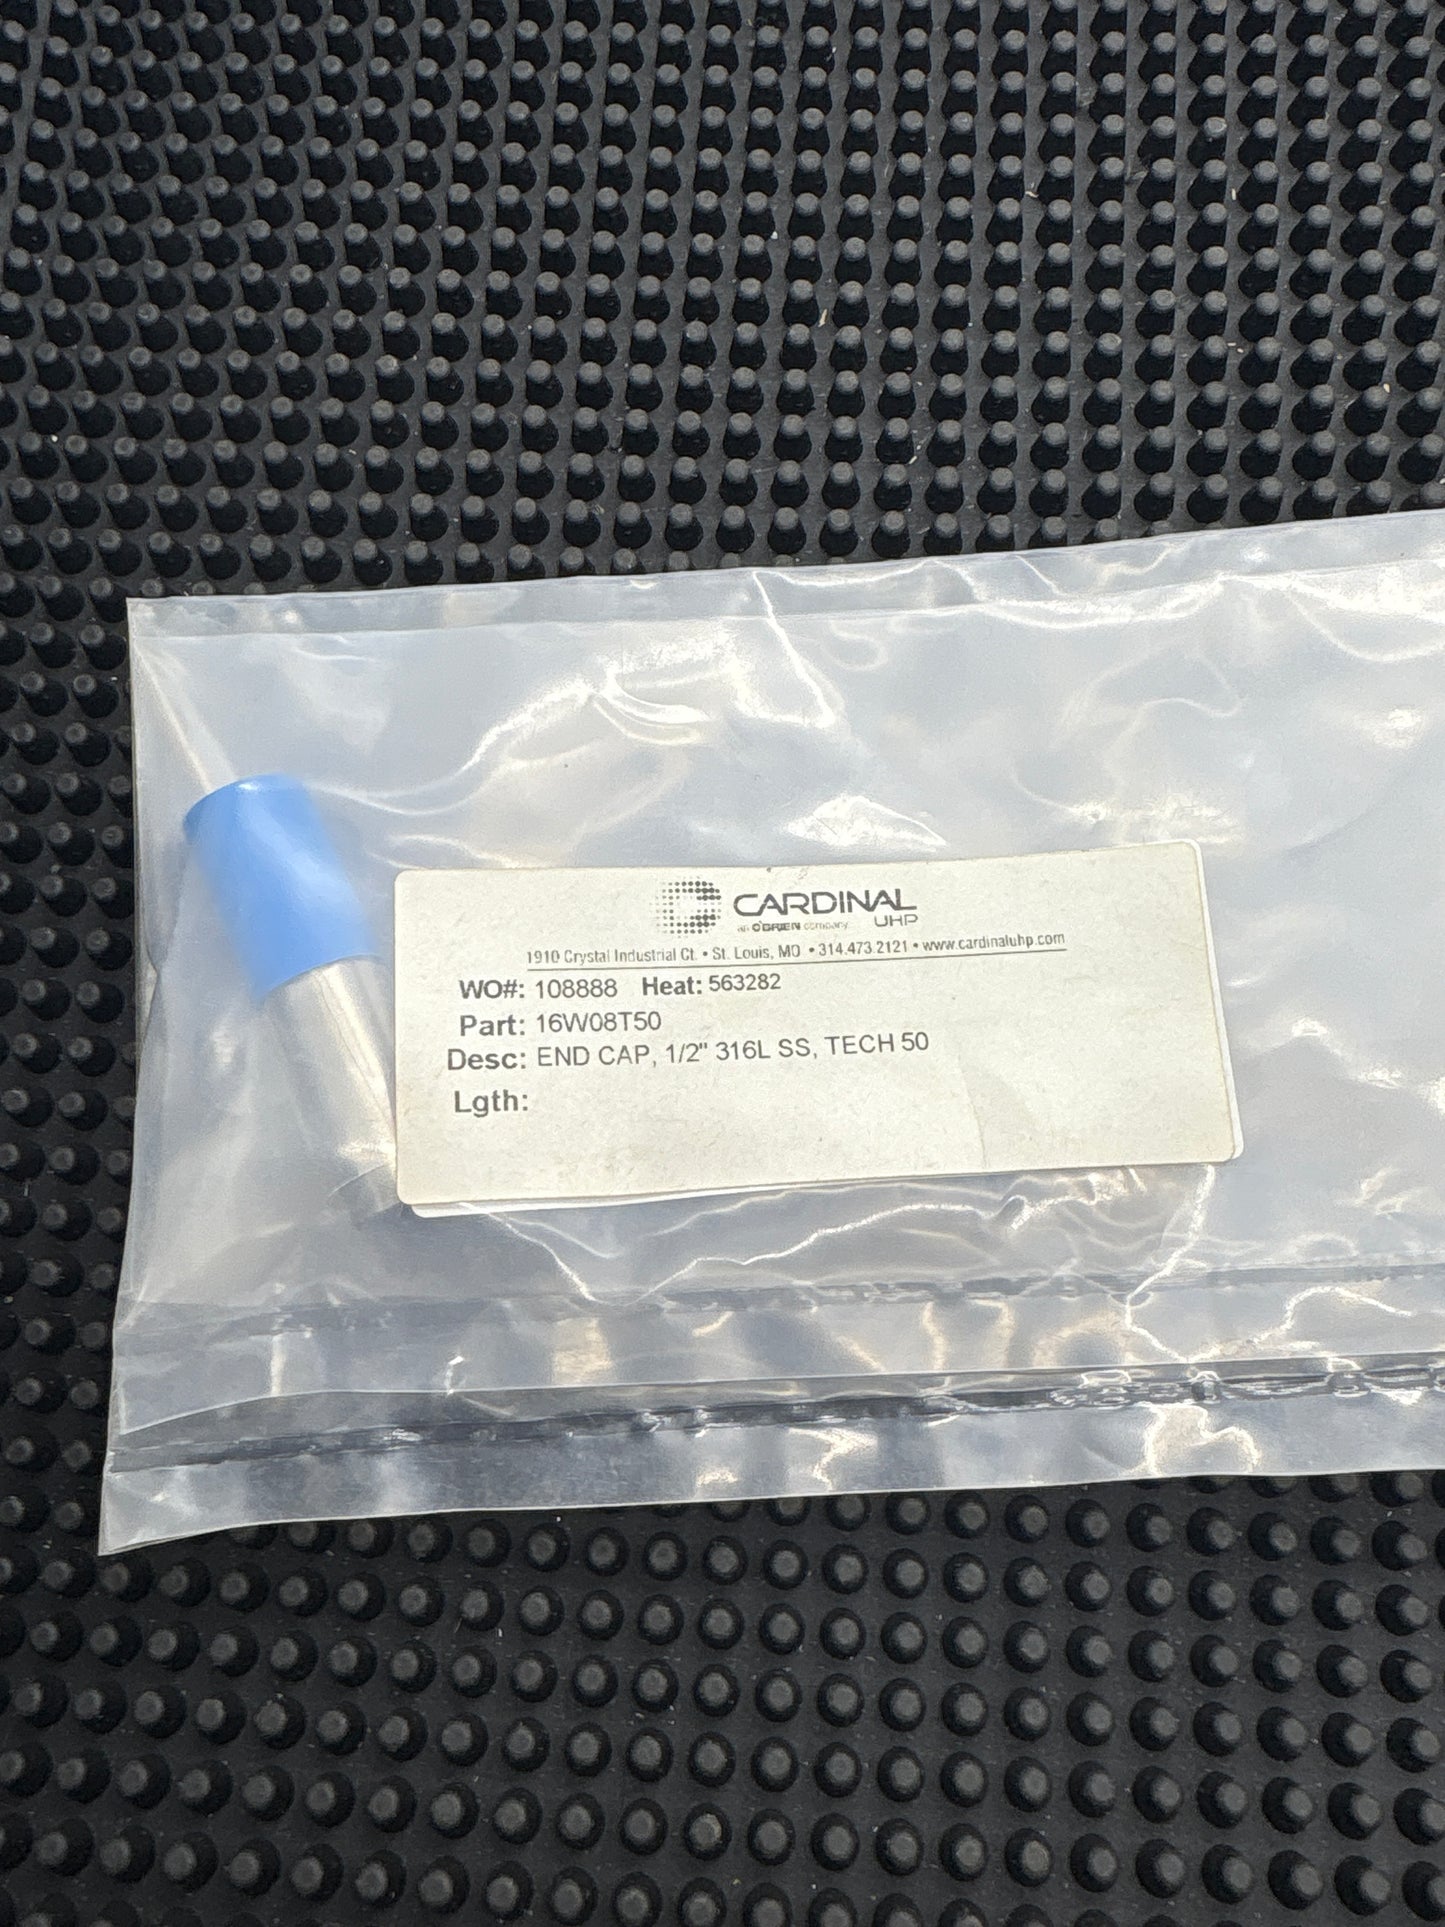 CARDINAL
an O'BRIEN company UHP
1910 Crystal Industrial Ct. • St. Louis, MO • 314.473.2121 • www.cardinaluhp.com
WO#: 108888 Heat: 563282
Part: 16W08T50
Desc: END CAP, 1/2" 316L SS, TECH 50
Lgth: